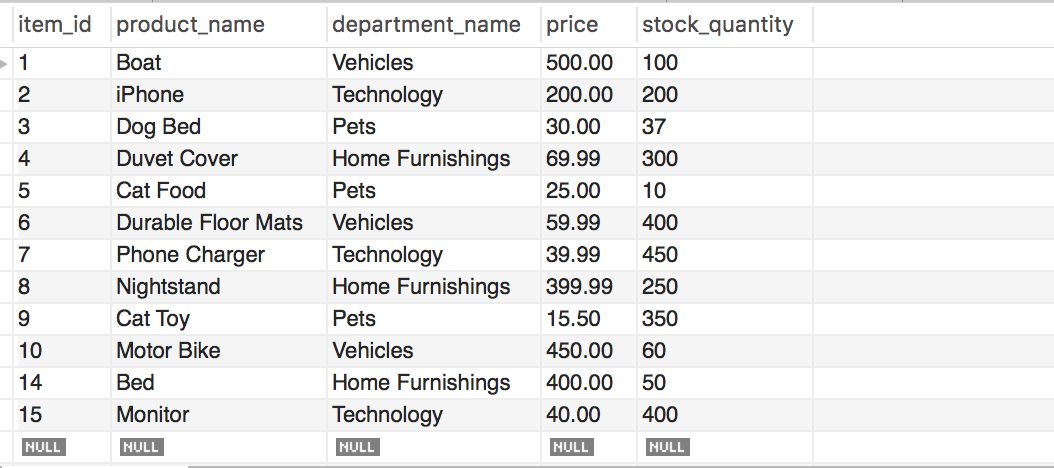 item_id product_name department_name price stock_quantity
1 Boat Vehicles 500.00 100
2 iPhone Technology 200.00 200
3 Dog Bed Pets 30.00 37
4 Duvet Cover Home Furnishings 69.99 300
5 Cat Food Pets 25.00 10
6 Durable Floor Mats Vehicles 59.99 400
7 Phone Charger Technology 39.99 450
8 Nightstand Home Furnishings 399.99 250
9 Cat Toy Pets 15.50 350
10 Motor Bike Vehicles 450.00 60
14 Bed Home Furnishings 400.00 50
15 Monitor Technology 40.00 400
NULL NULL NULL NULL NULL